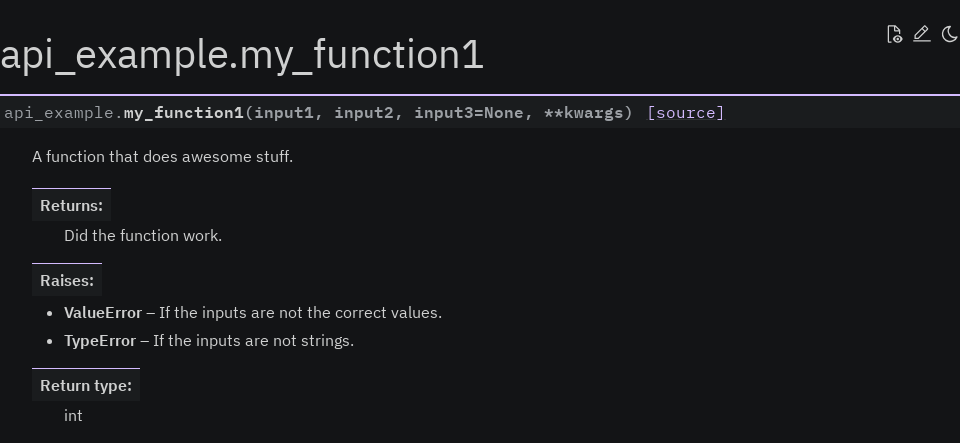 api_example.my_function1
api_example.my_function1(input1, input2, input3=None, **kwargs) [source]
A function that does awesome stuff.
Returns:
Did the function work.
Raises:
• ValueError – If the inputs are not the correct values.
• TypeError – If the inputs are not strings.
Return type:
int